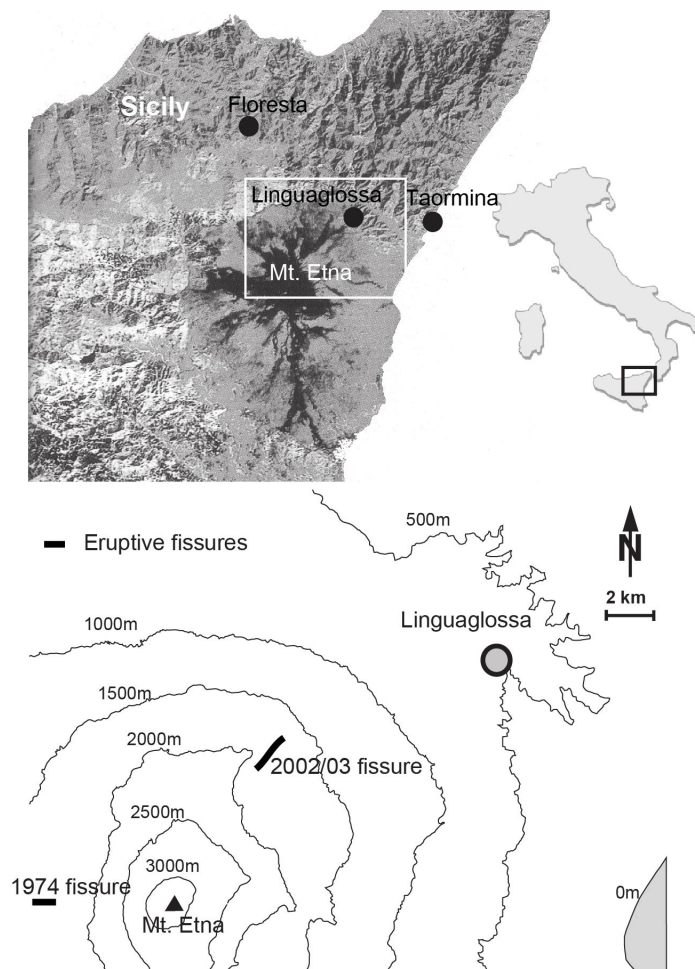 Sicily
Floresta
Linguaglossa
Taormina
Mt. Etna
500m
Eruptive fissures
N
2 km
Linguaglossa
1000m
1500m
2000m
2002/03 fissure
2500m
3000m
1974 fissure
0m
Mt. Etna